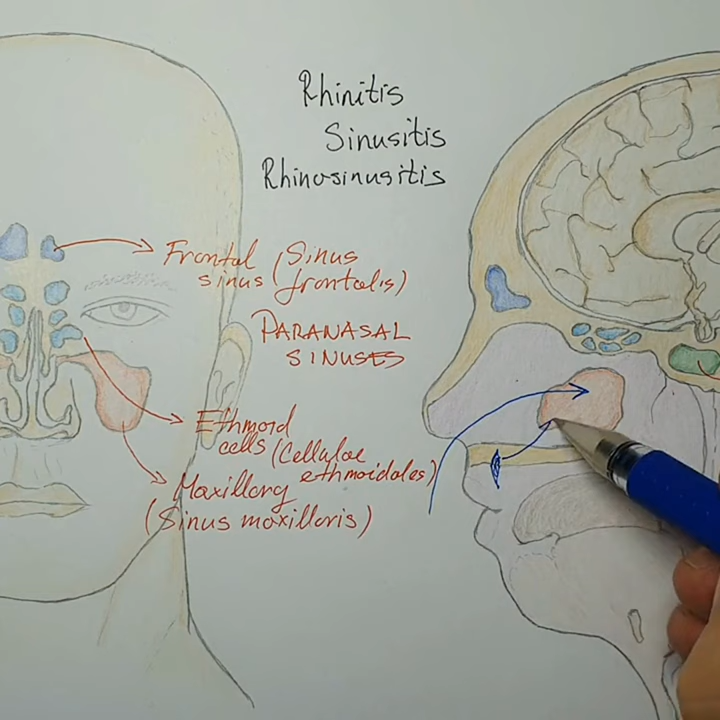 Rhinitis
Sinusitis
Rhinosinusitis
Frontal (Sinus
sinus frontalis)
PARANASAL
SINUSES
Ethmoid
cells (Cellulae
ethmoidales)
Maxillary
(Sinus maxillaris)